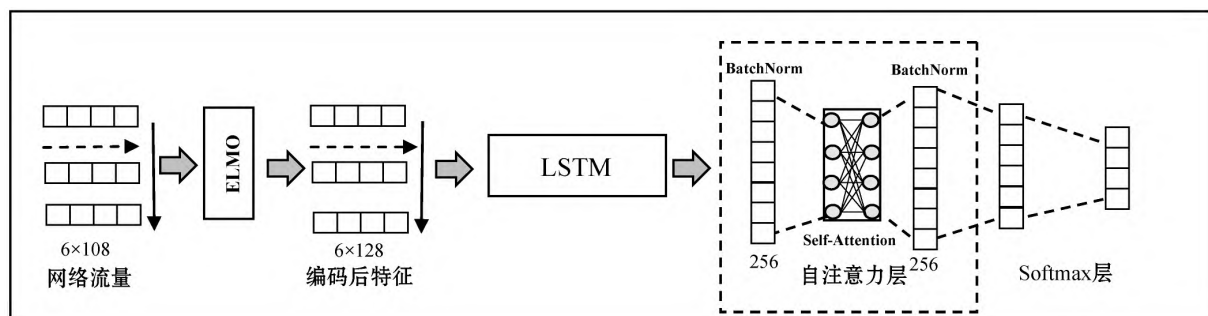 6×108
网络流量
ELMO
6×128
编码后特征
LSTM
BatchNorm
256
Self-Attention
自注意力层
BatchNorm
256
Softmax层